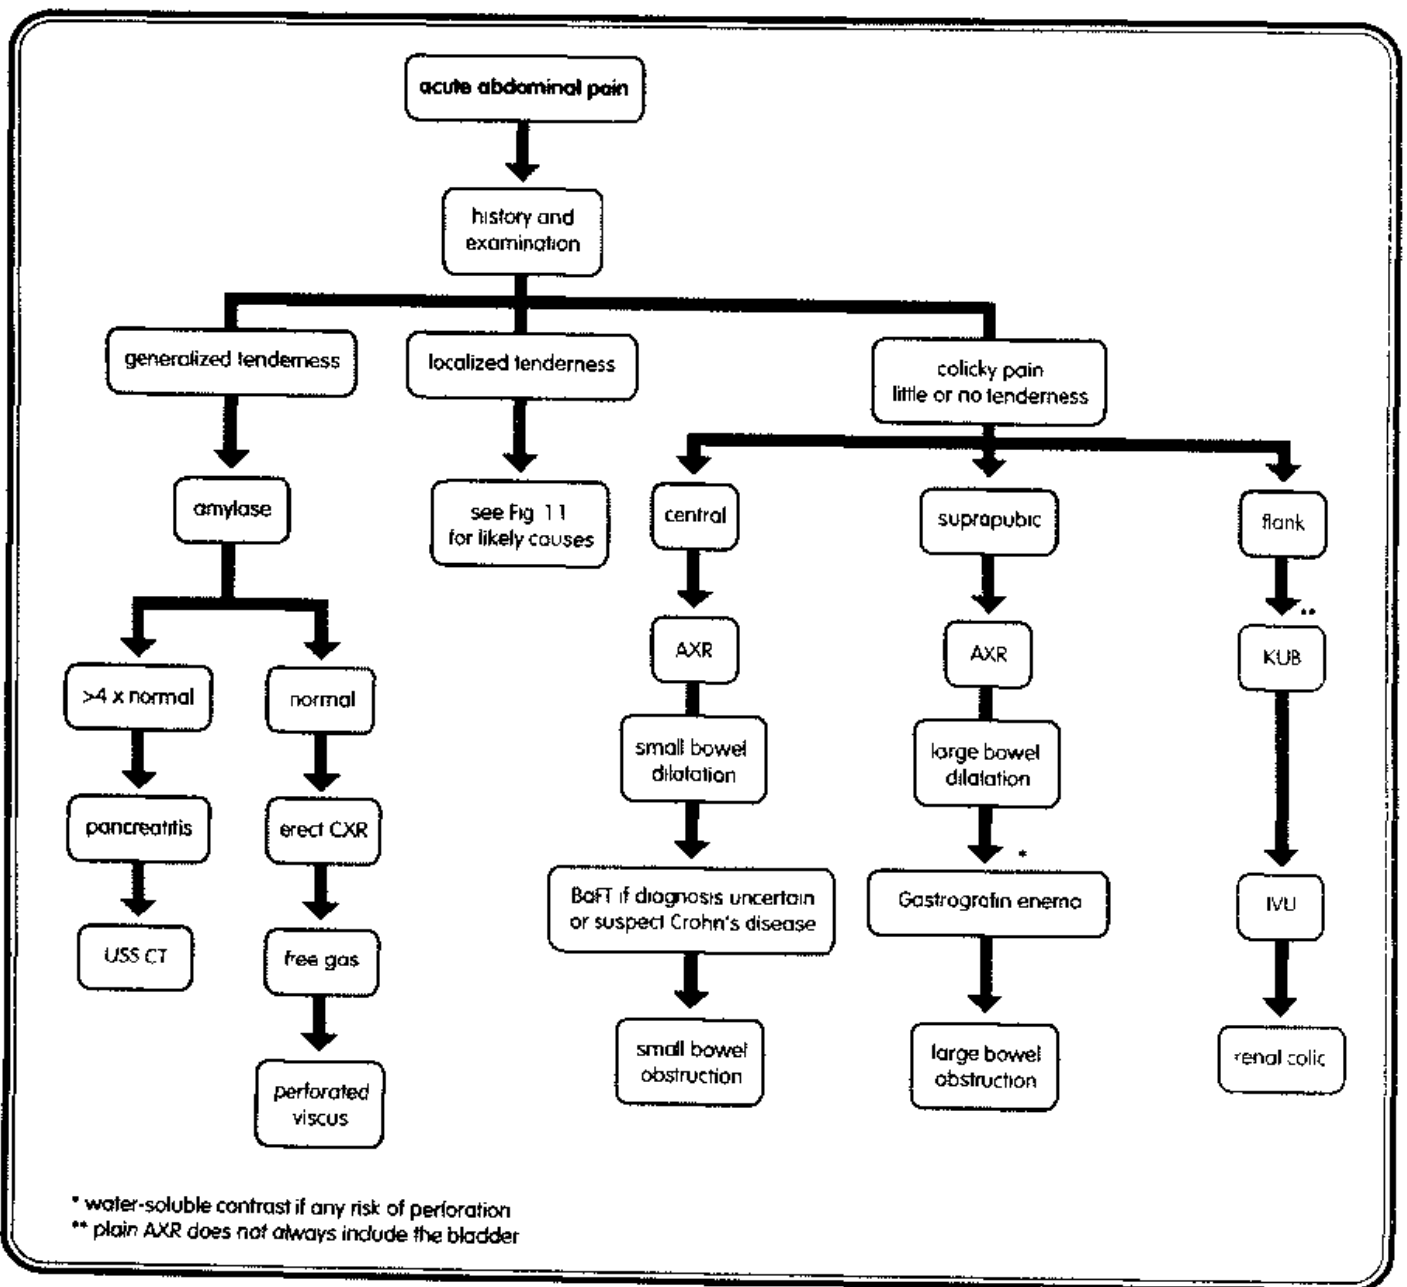 acute abdominal pain
history and
examination
generalized tenderness
localized tenderness
colicky pain
little or no tenderness
amylase
see Fig 11
for likely causes
central
suprapubic
flank
**
>4 x normal
normal
AXR
AXR
KUB
small bowel
dilatation
large bowel
dilatation
pancreatitis
erect CXR
*
BaFT if diagnosis uncertain
or suspect Crohn's disease
Gastrografin enema
IVU
USS CT
free gas
small bowel
obstruction
large bowel
obstruction
renal colic
perforated
viscus
* water-soluble contrast if any risk of perforation
** plain AXR does not always include the bladder